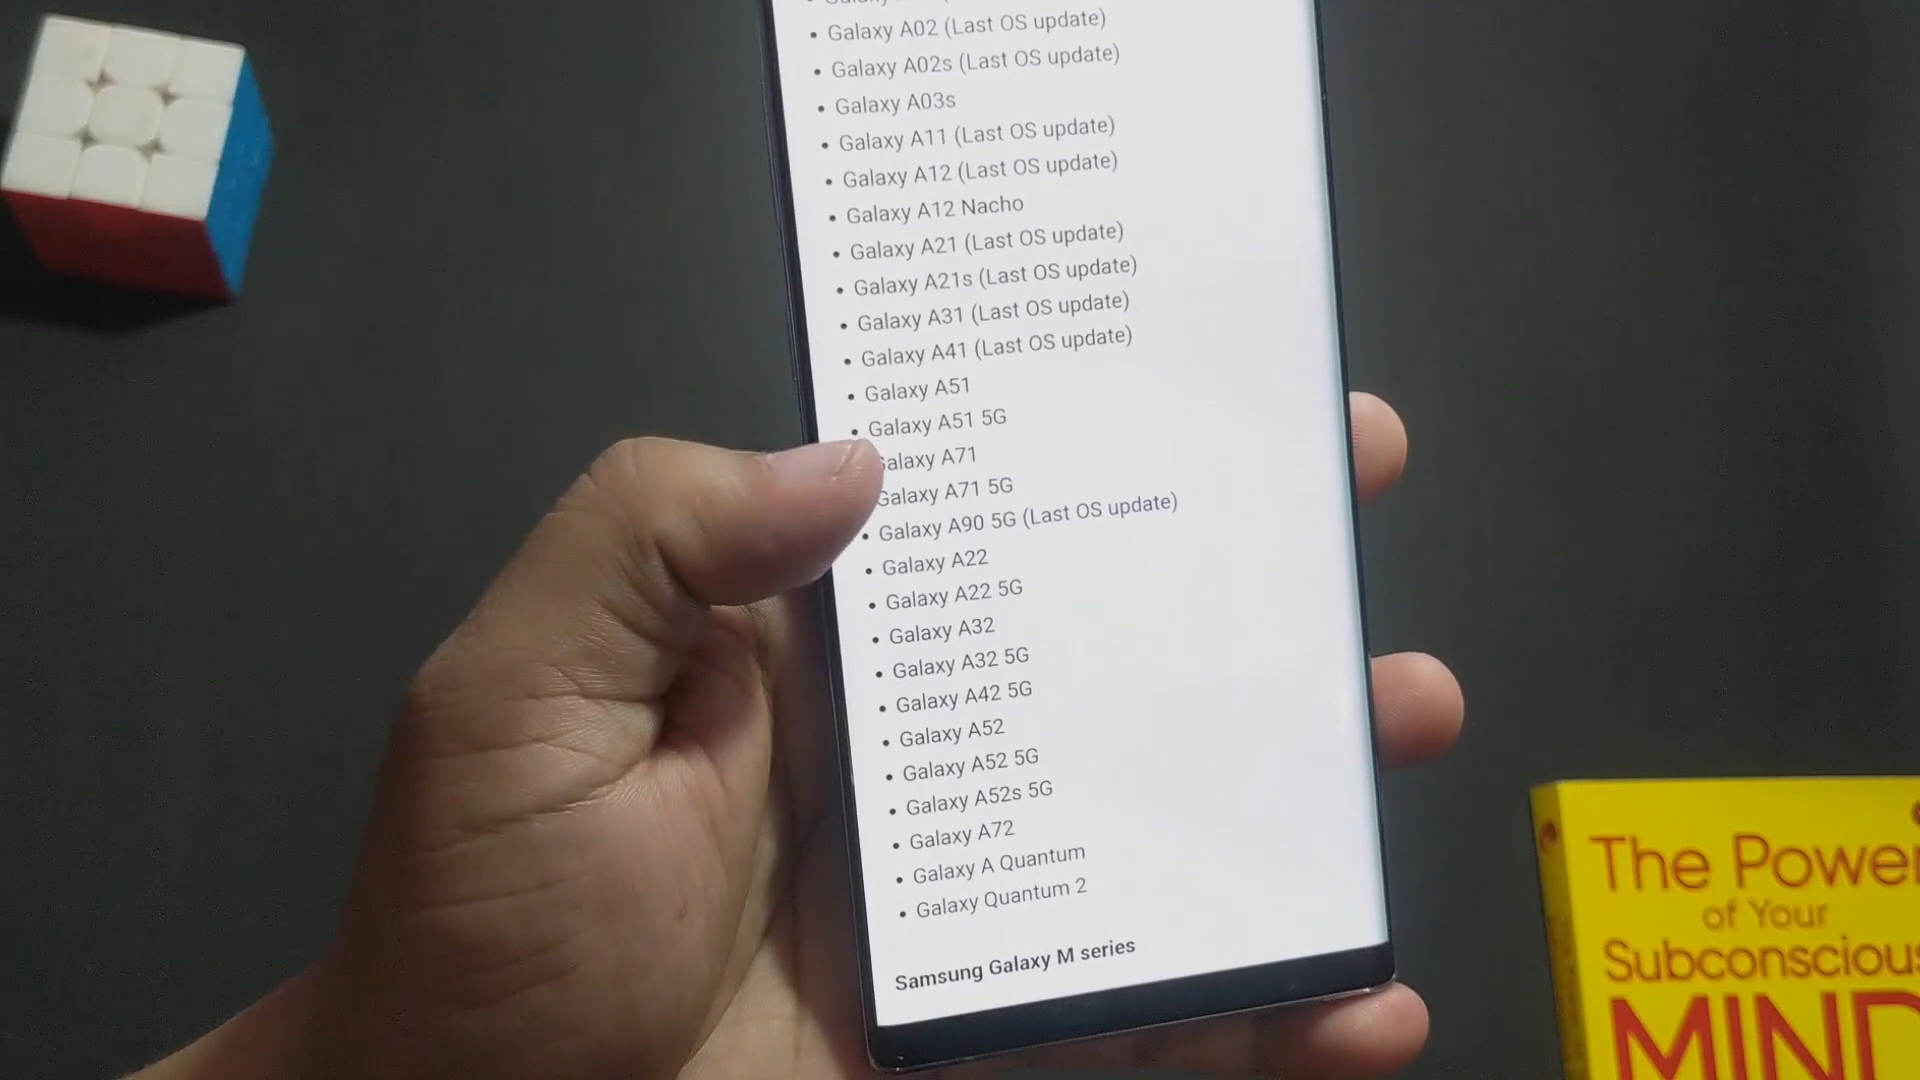 Galaxy A02 (Last OS update)
Galaxy A02s (Last OS update)
Galaxy A03s
Galaxy A11 (Last OS update)
Galaxy A12 (Last OS update)
Galaxy A12 Nacho
Galaxy A21 (Last OS update)
Galaxy A21s (Last OS update)
Galaxy A31 (Last OS update)
Galaxy A41 (Last OS update)
Galaxy A51
Galaxy A51 5G
Galaxy A71
Galaxy A71 5G
Galaxy A90 5G (Last OS update)
Galaxy A22
Galaxy A22 5G
Galaxy A32
Galaxy A32 5G
Galaxy A42 5G
Galaxy A52
Galaxy A52 5G
Galaxy A52s 5G
Galaxy A72
Galaxy A Quantum
Galaxy Quantum 2
Samsung Galaxy M series
The Power
of Your
Subconscious
MIND